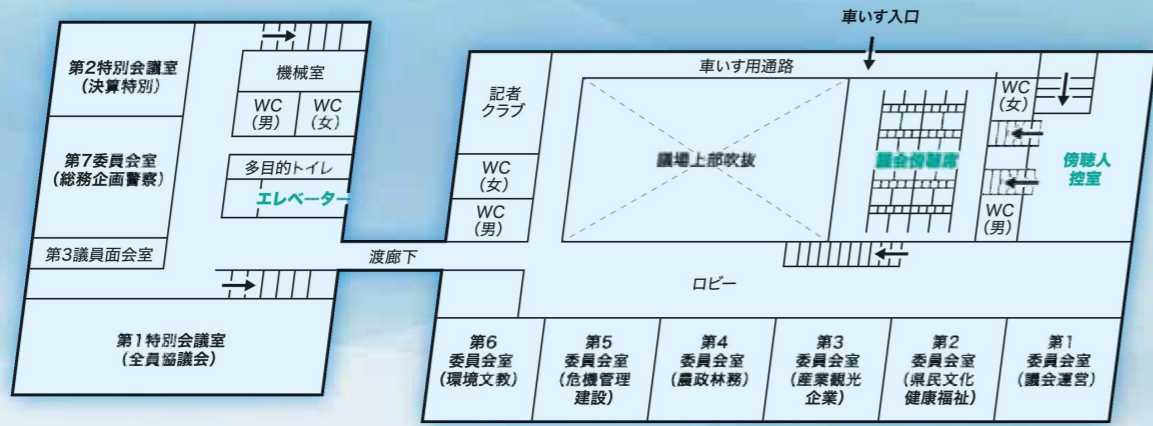 車いす入口
第2特別会議室
(決算特別)
機械室
WC
(男)
WC
(女)
第7委員会室
(総務企画警察)
多目的トイレ
エレベーター
第3議員面会室
第1特別会議室
(全員協議会)
渡廊下
記者
クラブ
WC
(女)
WC
(男)
車いす用通路
議場上部吹抜
議会傍聴席
WC
(女)
WC
(男)
傍聴人
控室
ロビー
第6
委員会室
(環境文教)
第5
委員会室
(危機管理
建設)
第4
委員会室
(農政林務)
第3
委員会室
(産業観光
企業)
第2
委員会室
(県民文化
健康福祉)
第1
委員会室
(議会運営)